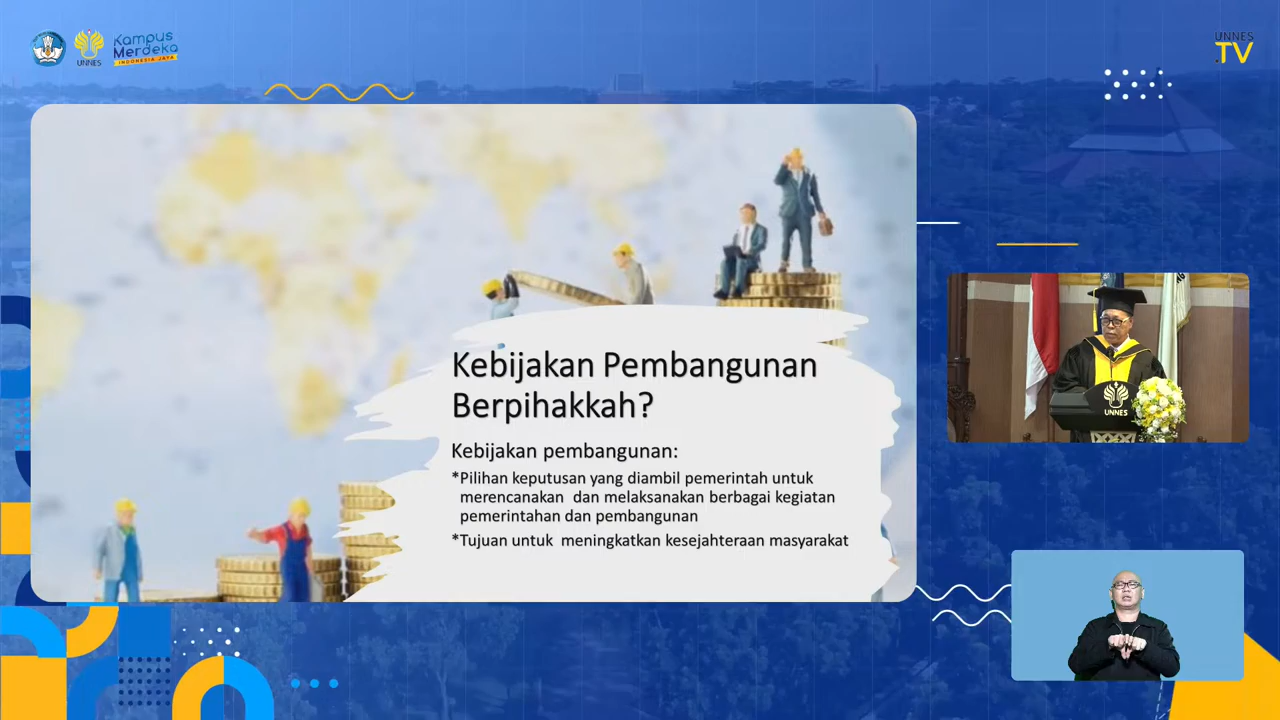 UNNES
Kampus
Merdeka
INDONESIA JAYA
UNNES
TV
Kebijakan Pembangunan
Berpihakkah?
Kebijakan pembangunan:
*Pilihan keputusan yang diambil pemerintah untuk
merencanakan dan melaksanakan berbagai kegiatan
pemerintahan dan pembangunan
*Tujuan untuk meningkatkan kesejahteraan masyarakat
UNNES